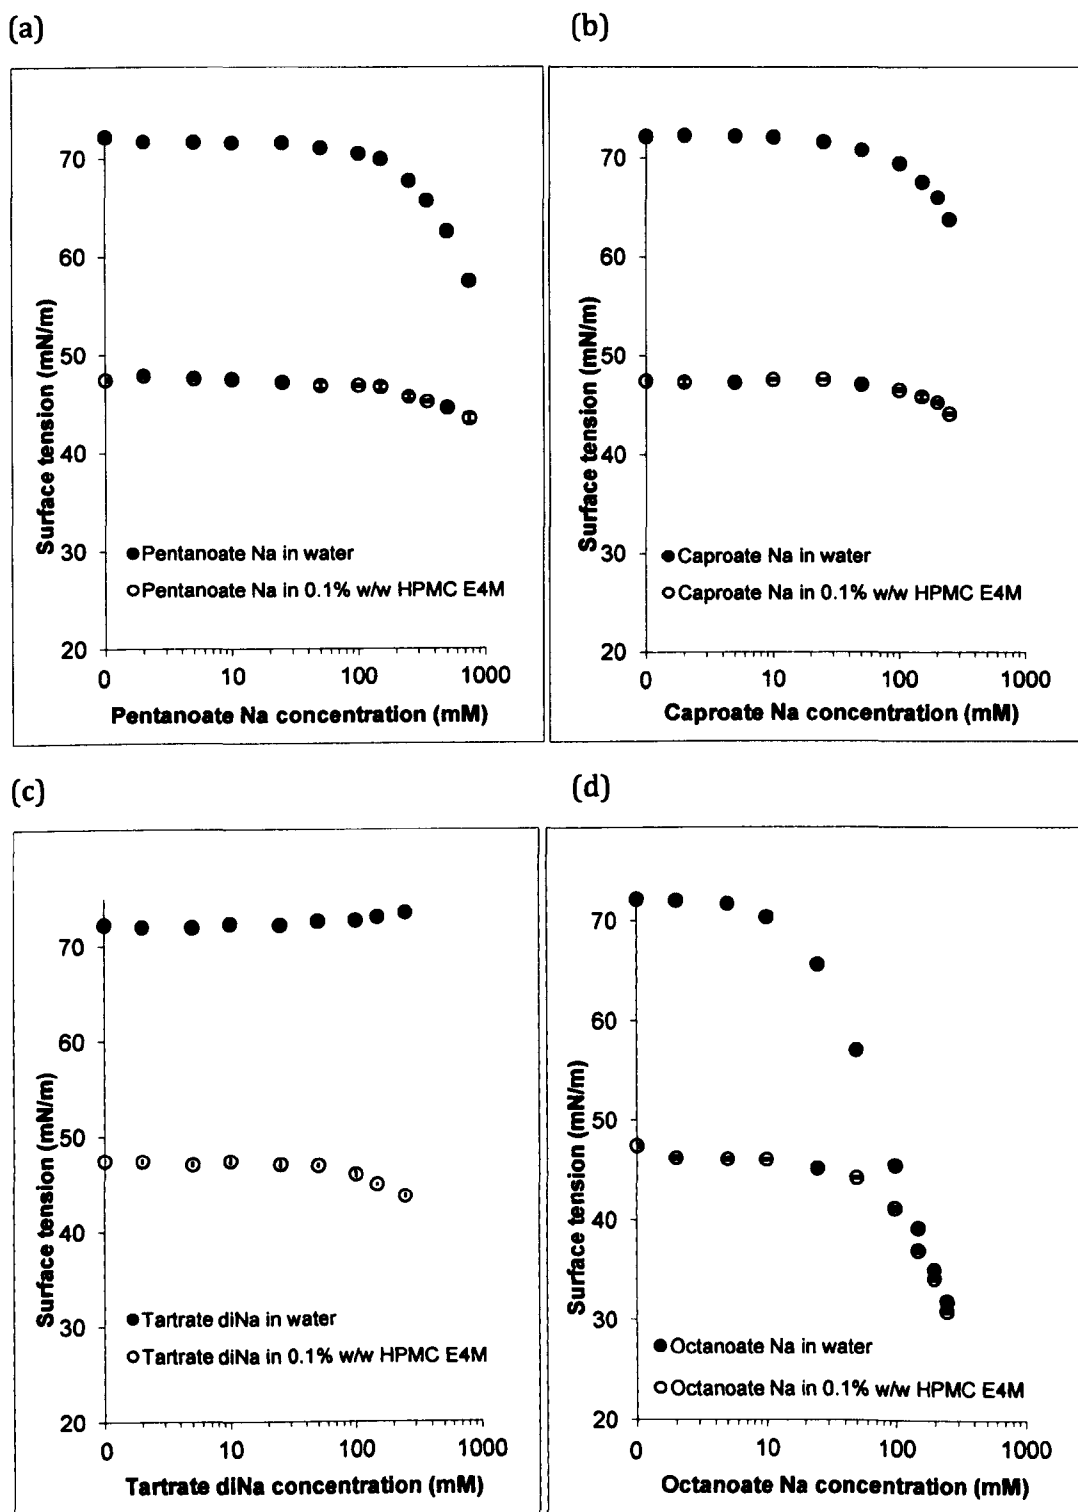 (a)
(b)
70
60
50
40
30
20
Surface tension (mN/m)
●Pentanoate Na in water
○Pentanoate Na in 0.1% w/w HPMC E4M
0 10 100 1000
Pentanoate Na concentration (mM)
70
60
50
40
30
20
Surface tension (mN/m)
●Caproate Na in water
○Caproate Na in 0.1% w/w HPMC E4M
0 10 100 1000
Caproate Na concentration (mM)
(c)
(d)
70
60
50
40
30
20
Surface tension (mN/m)
●Tartrate diNa in water
○Tartrate diNa in 0.1% w/w HPMC E4M
0 10 100 1000
Tartrate diNa concentration (mM)
70
60
50
40
30
20
Surface tension (mN/m)
●Octanoate Na in water
○Octanoate Na in 0.1% w/w HPMC E4M
0 10 100 1000
Octanoate Na concentration (mM)